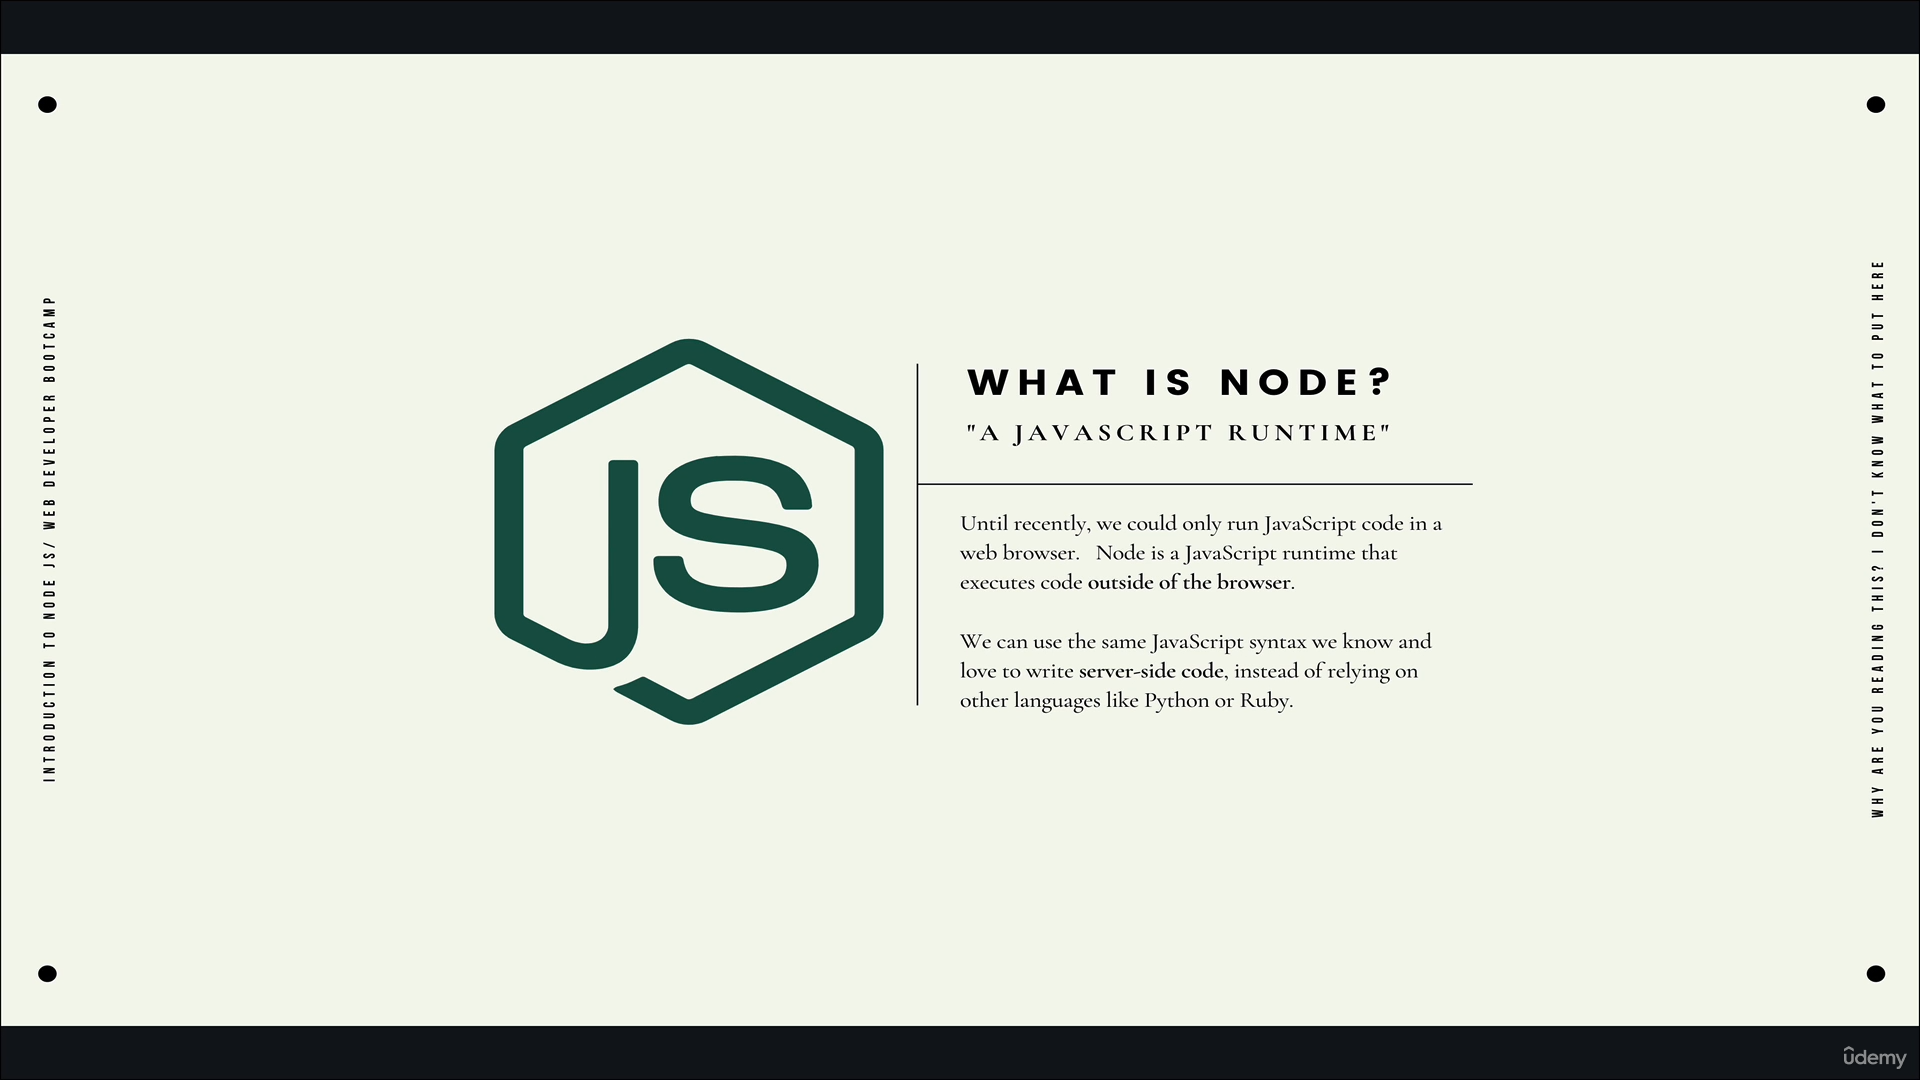 INTRODUCTION TO NODE JS/ WEB DEVELOPER BOOTCAMP
JS
WHAT IS NODE?
"A JAVASCRIPT RUNTIME"
Until recently, we could only run JavaScript code in a
web browser. Node is a JavaScript runtime that
executes code outside of the browser.
We can use the same JavaScript syntax we know and
love to write server-side code, instead of relying on
other languages like Python or Ruby.
WHY ARE YOU READING THIS? I DON'T KNOW WHAT TO PUT HERE
ûdemy